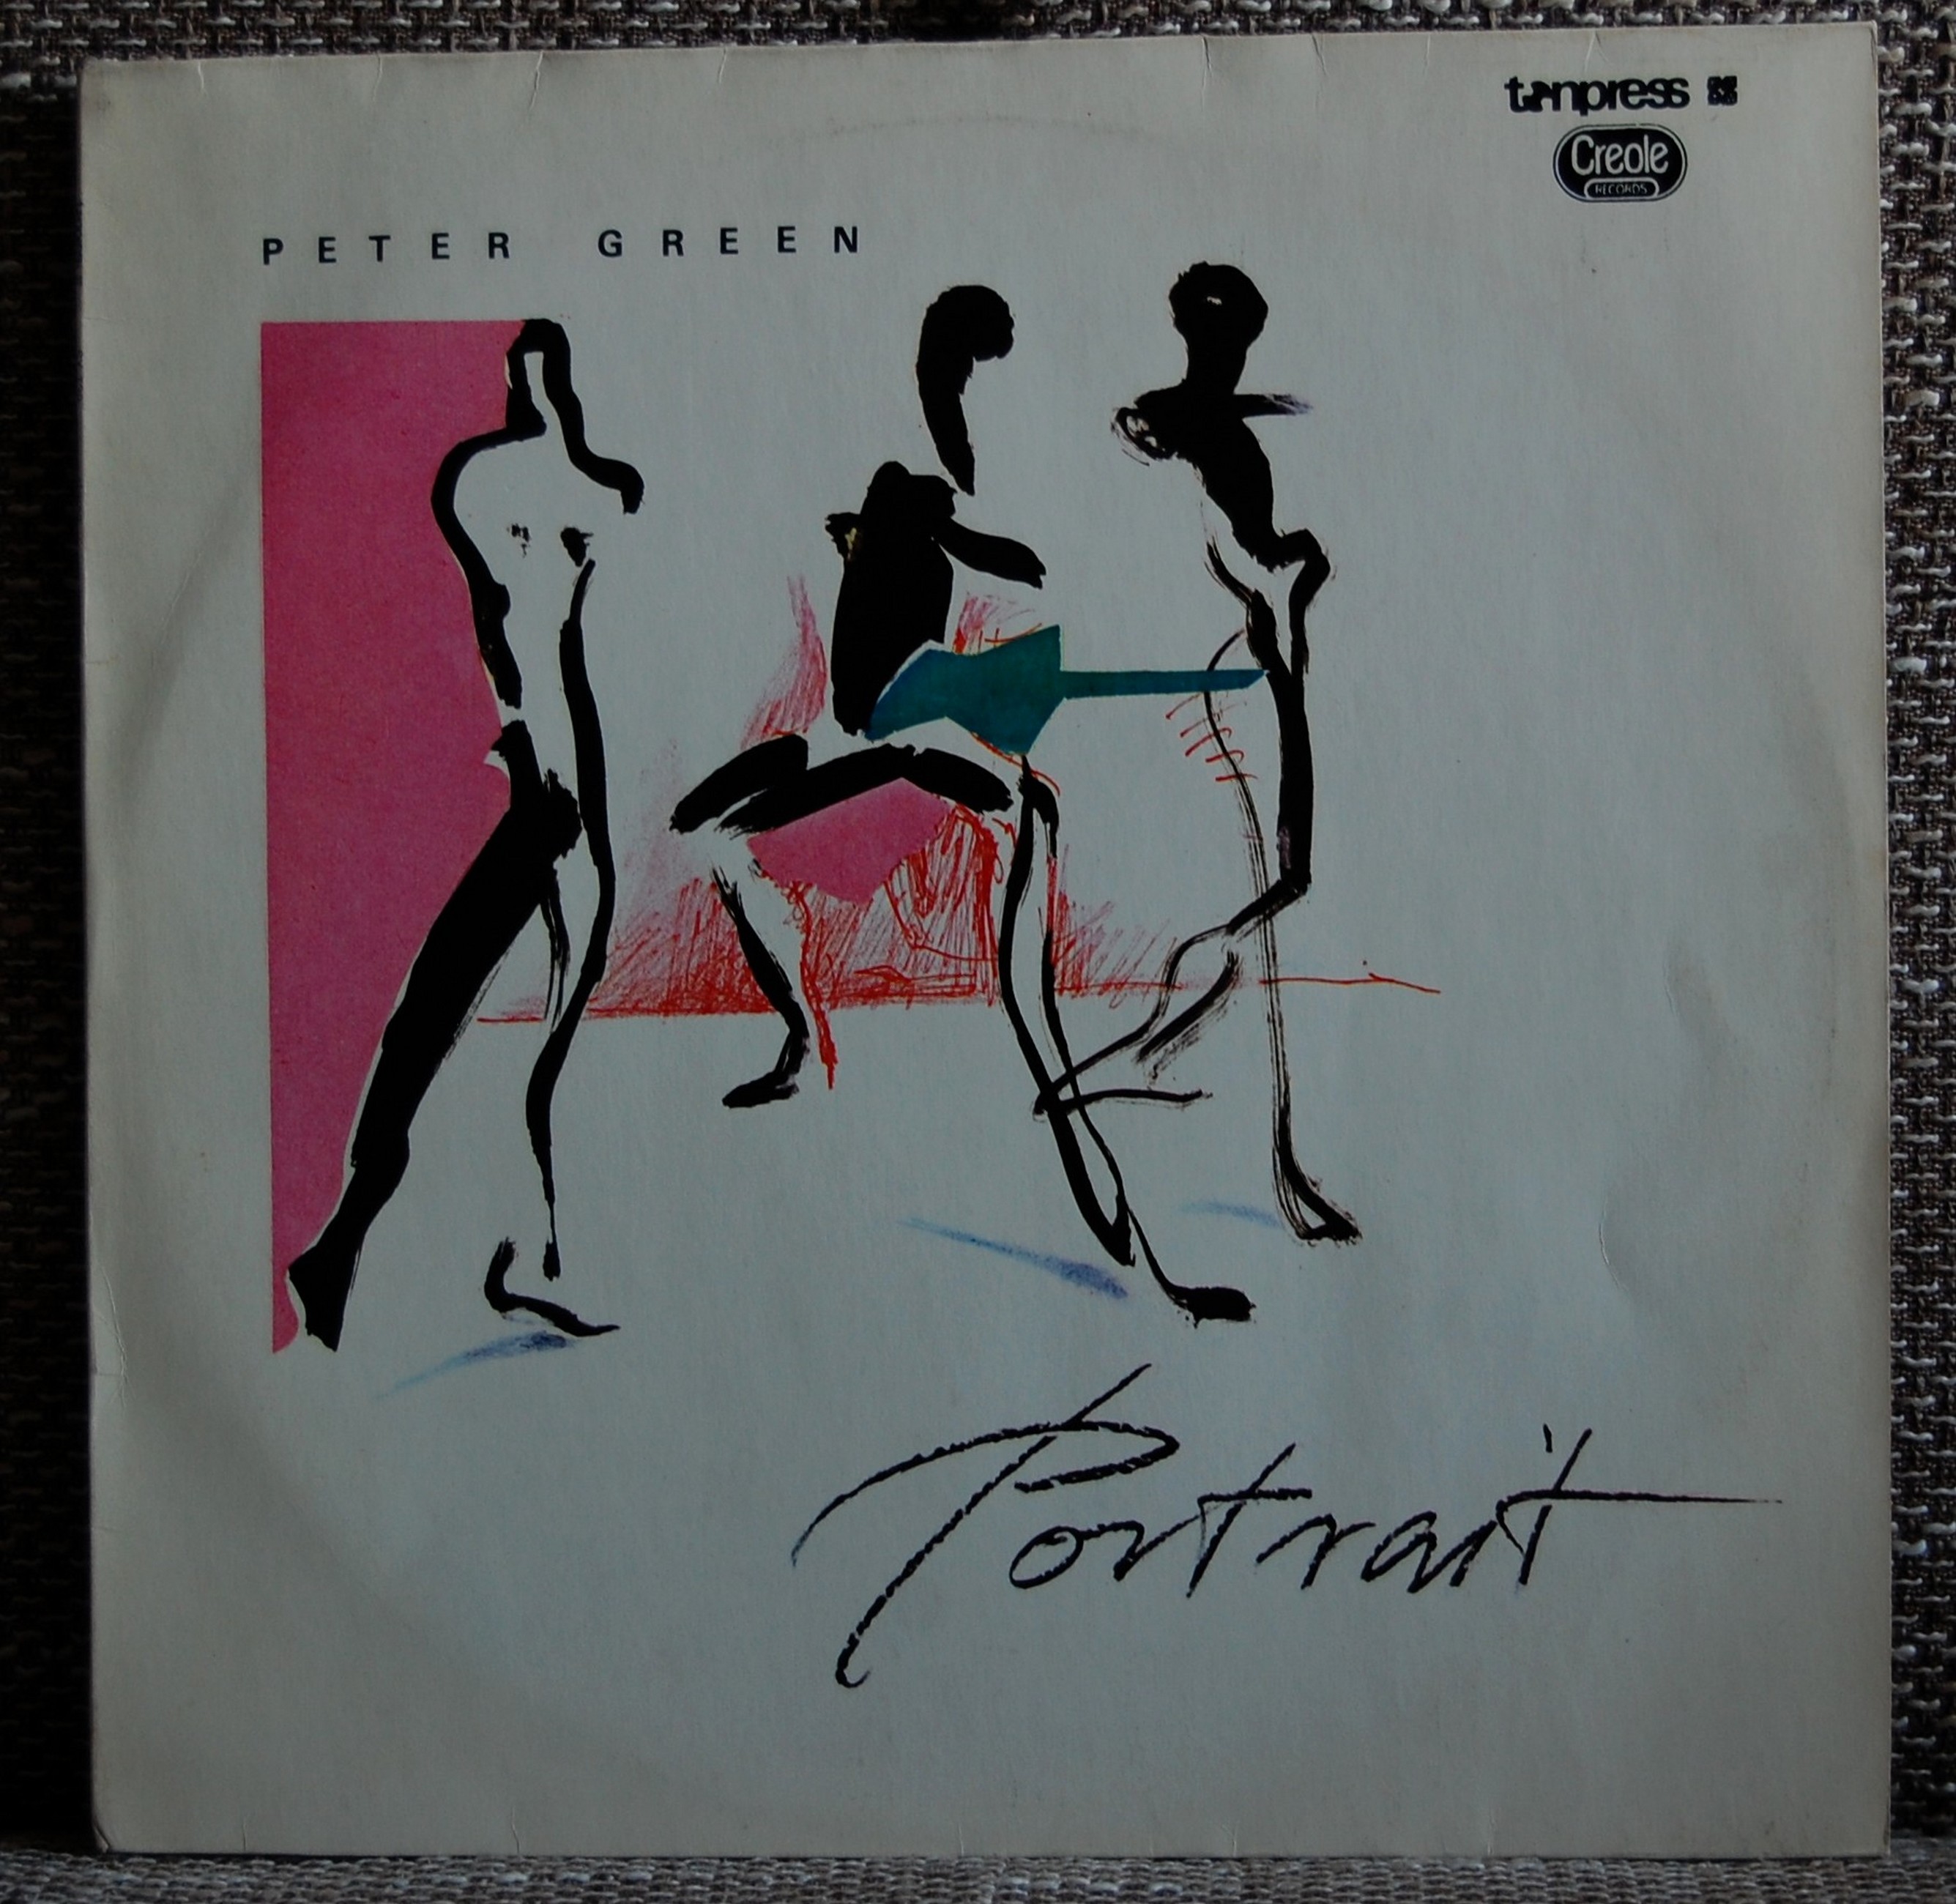 tonpress
Creole
RECORDS
PETER GREEN
Portrait